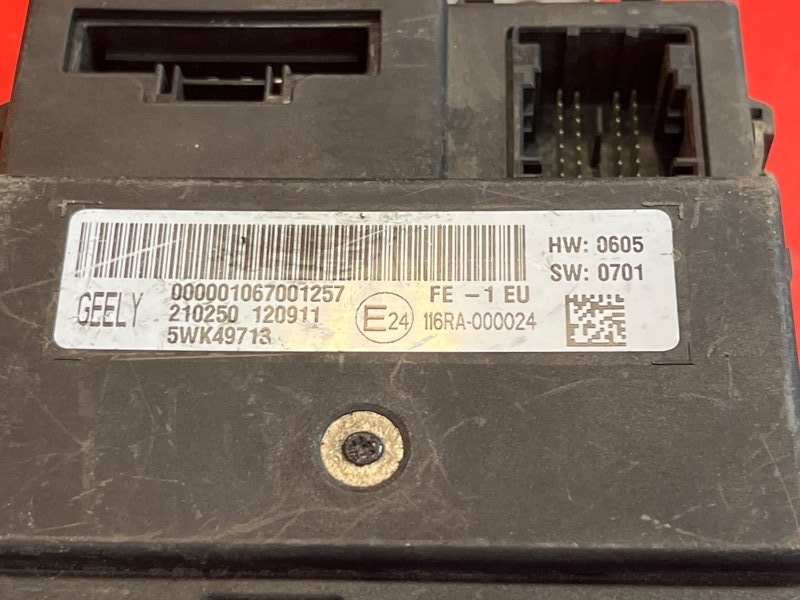 HW: 0605
SW: 0701
GEELY
000001067001257
FE -1 EU
210250 120911
E24
116RA-000024
5WK49713